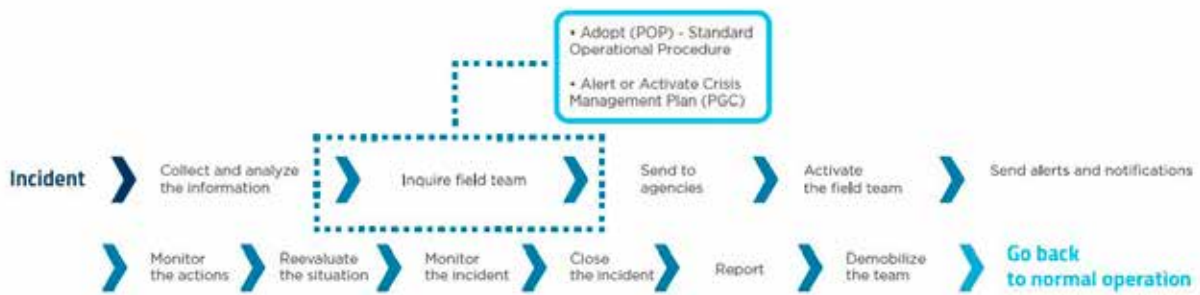 • Adopt (POP) - Standard
Operational Procedure
• Alert or Activate Crisis
Management Plan (PGC)
Incident
Collect and analyze
the information
Inquire field team
Send to
agencies
Activate
the field team
Send alerts and notifications
Monitor
the actions
Reevaluate
the situation
Monitor
the incident
Close
the incident
Report
Demobilize
the team
Go back
to normal operation